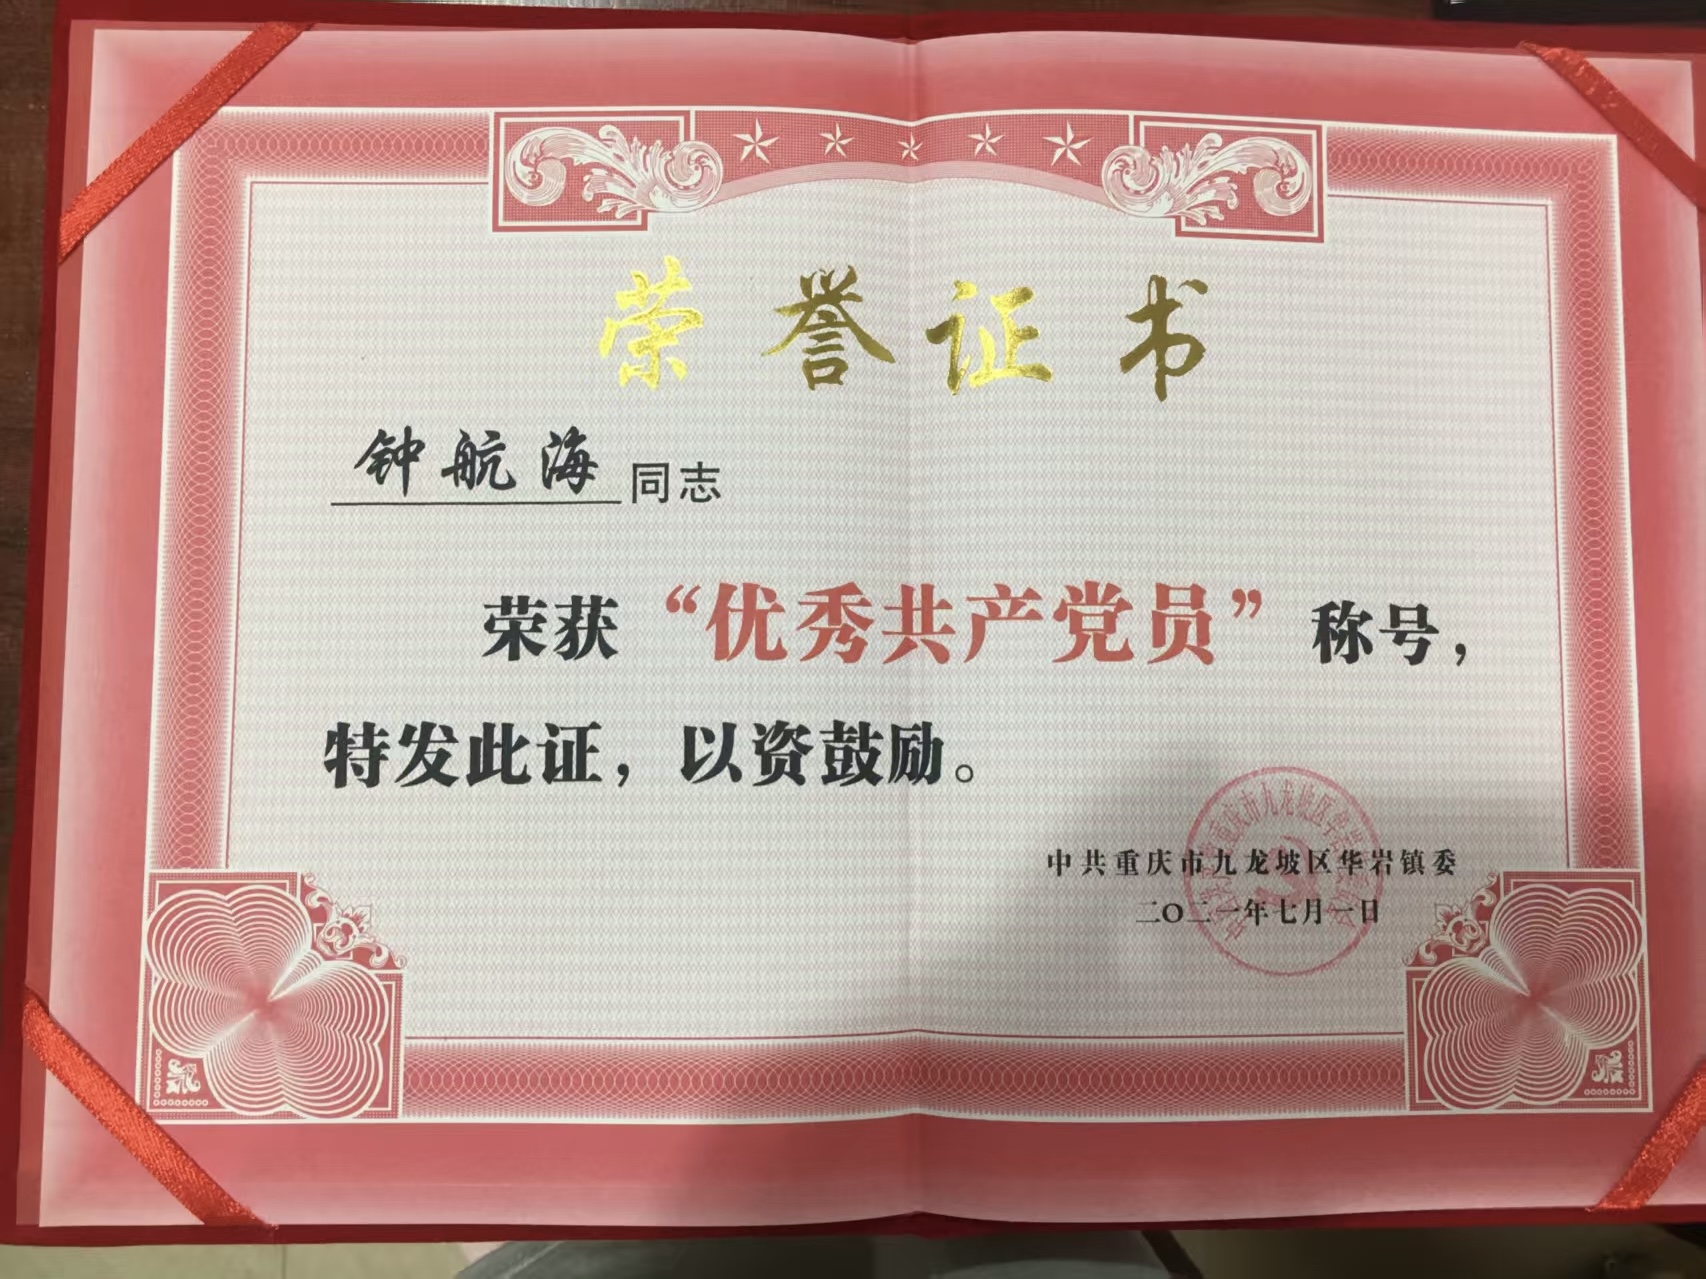 荣誉证书
钟航海同志
荣获“优秀共产党员”称号，
特发此证，以资鼓励。
中共重庆市九龙坡区华岩镇委
二〇二一年七月一日